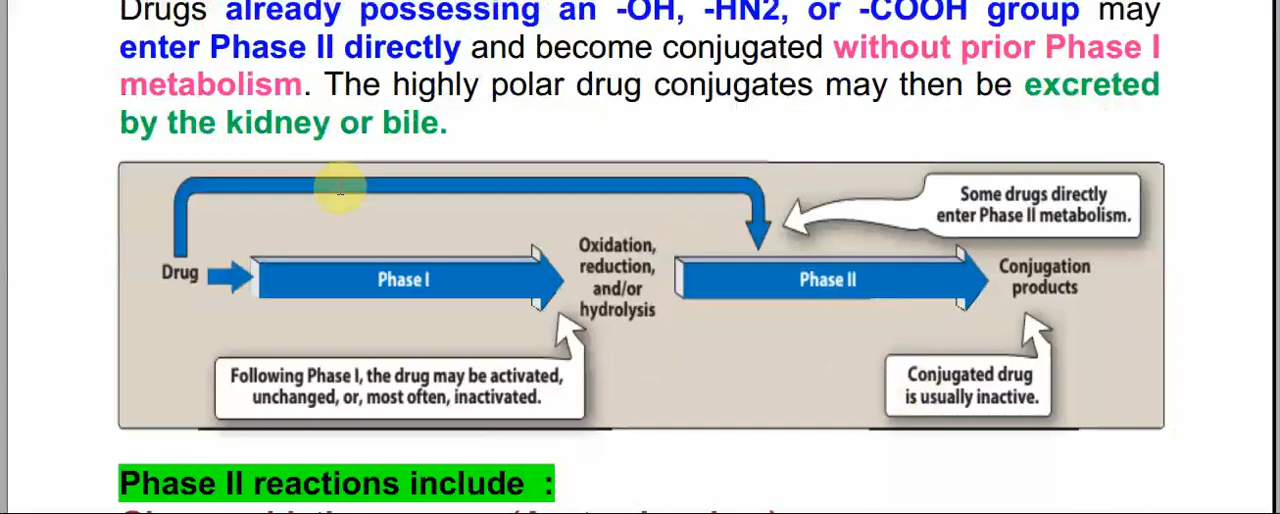 Drugs already possessing an -OH, -HN2, or -COOH group may
enter Phase II directly and become conjugated without prior Phase I
metabolism. The highly polar drug conjugates may then be excreted
by the kidney or bile.
Some drugs directly
enter Phase II metabolism.
Drug
Phase I
Oxidation,
reduction,
and/or
hydrolysis
Phase II
Conjugation
products
Following Phase I, the drug may be activated,
unchanged, or, most often, inactivated.
Conjugated drug
is usually inactive.
Phase II reactions include :